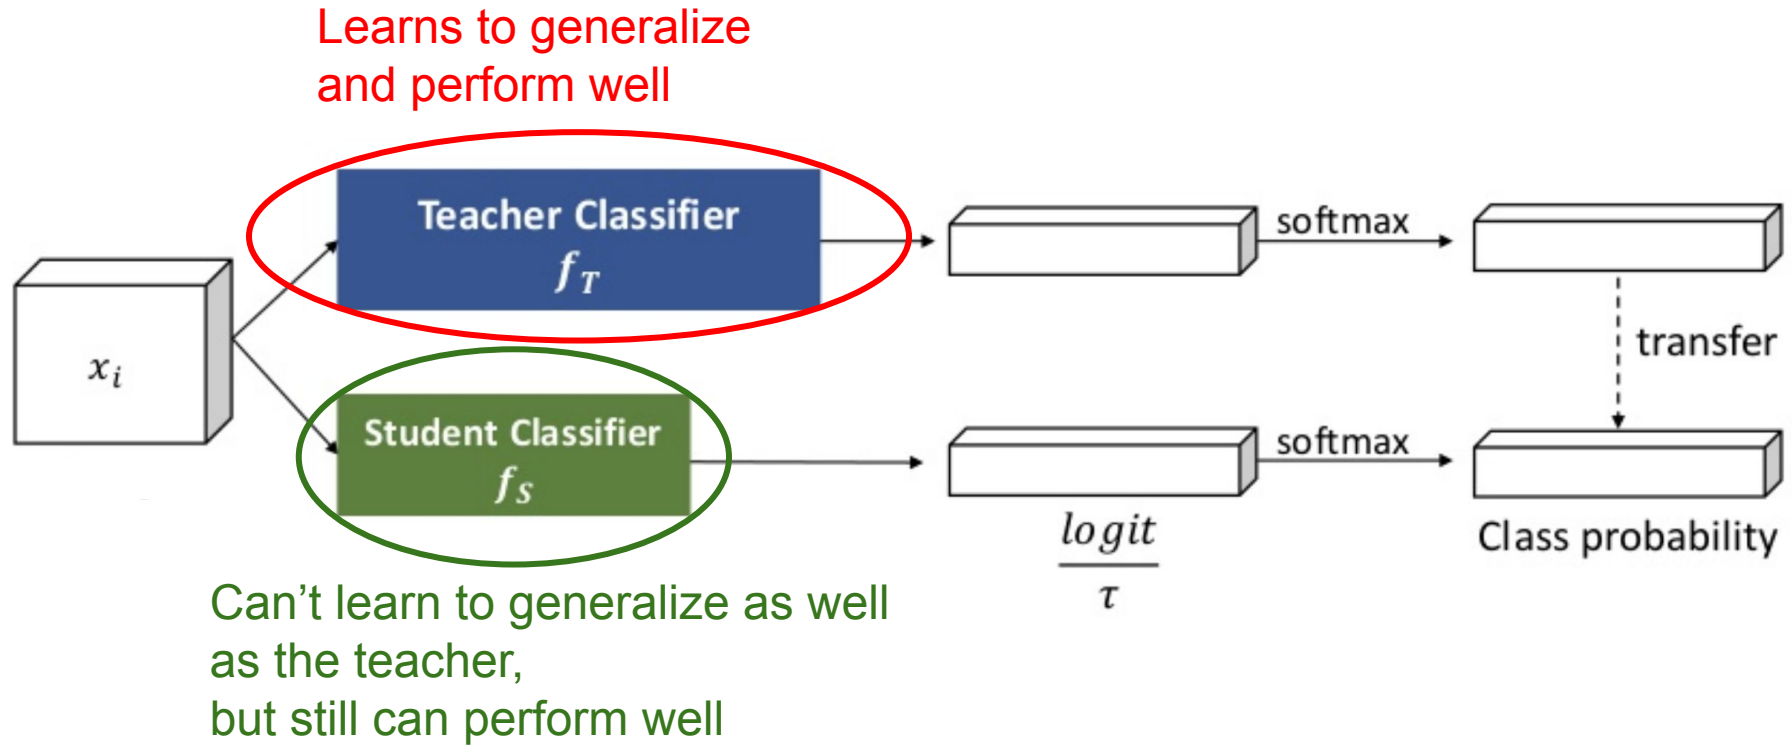 Learns to generalize
and perform well
Teacher Classifier
f_T
softmax
x_i
transfer
Student Classifier
f_S
softmax
logit
τ
Class probability
Can’t learn to generalize as well
as the teacher,
but still can perform well